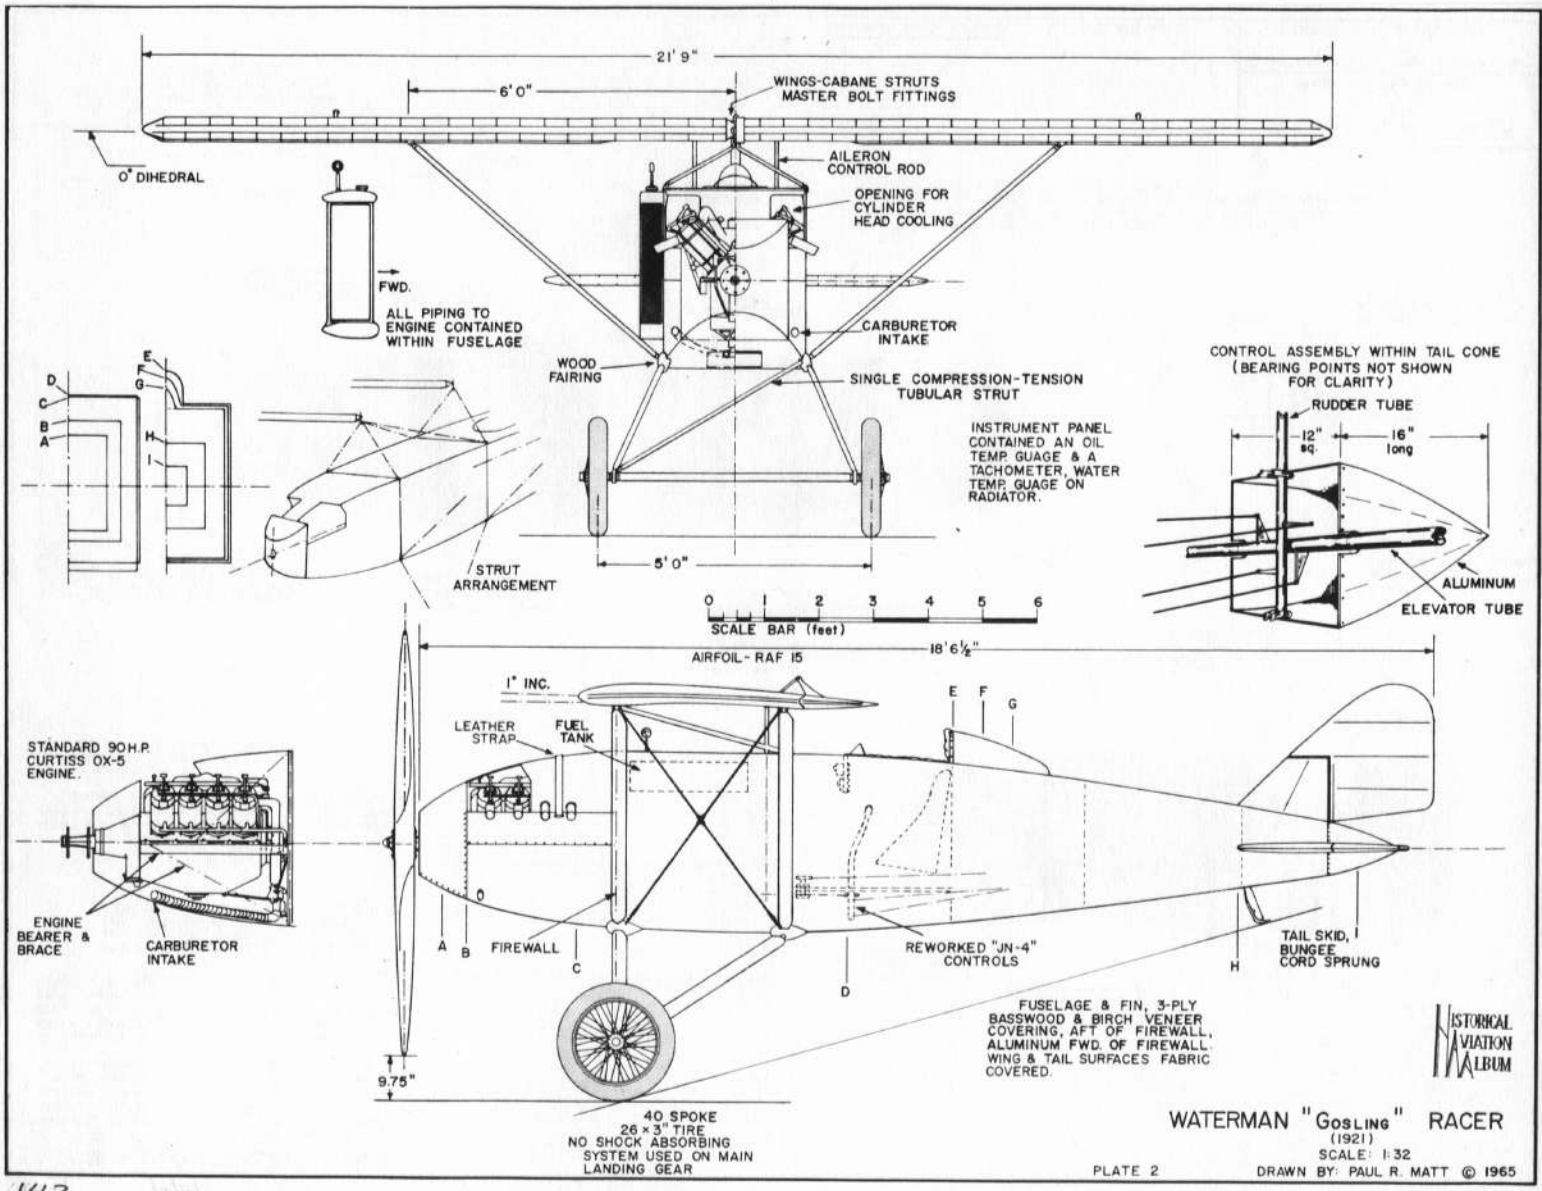 21' 9"
6' 0"
WINGS-CABANE STRUTS
MASTER BOLT FITTINGS
0° DIHEDRAL
AILERON
CONTROL ROD
OPENING FOR
CYLINDER
HEAD COOLING
FWD.
ALL PIPING TO
ENGINE CONTAINED
WITHIN FUSELAGE
CARBURETOR
INTAKE
WOOD
FAIRING
SINGLE COMPRESSION-TENSION
TUBULAR STRUT
CONTROL ASSEMBLY WITHIN TAIL CONE
(BEARING POINTS NOT SHOWN
FOR CLARITY)
RUDDER TUBE
12"
sq.
16"
long
ALUMINUM
ELEVATOR TUBE
INSTRUMENT PANEL
CONTAINED AN OIL
TEMP. GUAGE & A
TACHOMETER, WATER
TEMP. GUAGE ON
RADIATOR.
D
C
B
A
E
F
G
H
I
STRUT
ARRANGEMENT
5' 0"
0 1 2 3 4 5 6
SCALE BAR (feet)
18' 6½"
AIRFOIL- RAF 15
1° INC.
LEATHER
STRAP
FUEL
TANK
E F G
STANDARD 90 H.P.
CURTISS OX-5
ENGINE.
ENGINE
BEARER &
BRACE
CARBURETOR
INTAKE
A
B
FIREWALL
C
REWORKED "JN-4"
CONTROLS
D
H
I
TAIL SKID,
BUNGEE
CORD SPRUNG
9.75"
40 SPOKE
26 × 3" TIRE
NO SHOCK ABSORBING
SYSTEM USED ON MAIN
LANDING GEAR
FUSELAGE & FIN, 3-PLY
BASSWOOD & BIRCH VENEER
COVERING, AFT OF FIREWALL,
ALUMINUM FWD. OF FIREWALL.
WING & TAIL SURFACES FABRIC
COVERED.
HISTORICAL
AVIATION
ALBUM
WATERMAN "GOSLING" RACER
(1921)
SCALE: 1:32
PLATE 2
DRAWN BY: PAUL R. MATT © 1965